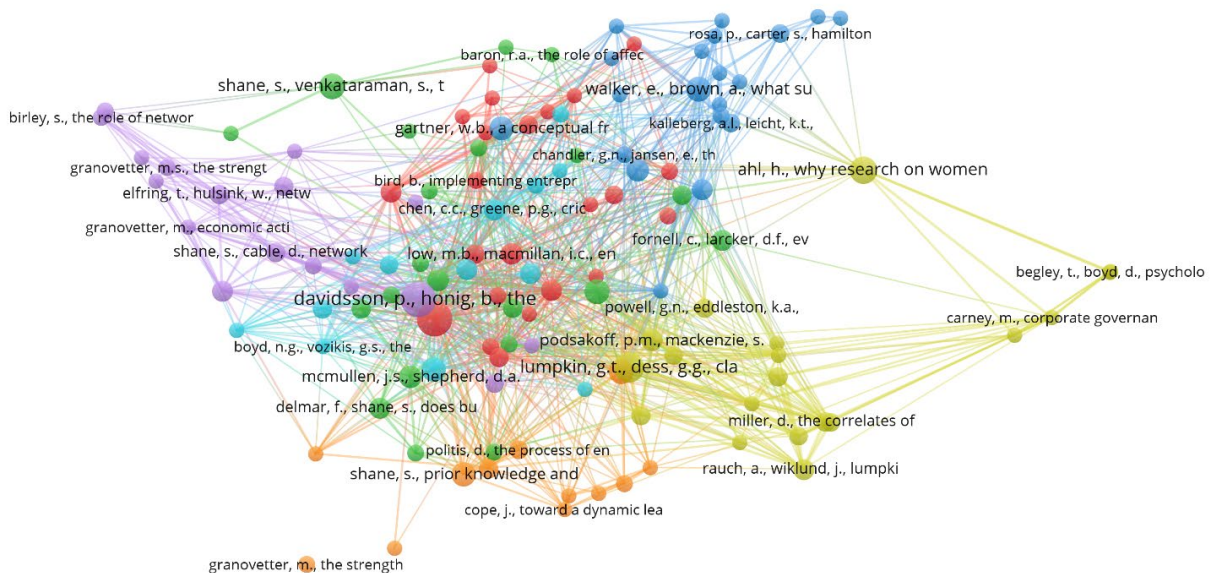 rosa, p., carter, s., hamilton
baron, r.a., the role of affec
shane, s., venkataraman, s., t
walker, e., brown, a., what su
birley, s., the role of networ
gartner, w.b., a conceptual fr
kalleberg, a.l., leicht, k.t.,
chandler, g.n., jansen, e., th
granovetter, m.s., the strengt
ahl, h., why research on women
bird, b., implementing entrepr
elfring, t., hulsink, w., netw
chen, c.c., greene, p.g., cric
granovetter, m., economic acti
fornell, c., larcker, d.f., ev
shane, s., cable, d., network
low, m.b., macmillan, i.c., en
begley, t., boyd, d., psycholo
davidsson, p., honig, b., the
powell, g.n., eddleston, k.a.,
carney, m., corporate governan
podsakoff, p.m., mackenzie, s.
boyd, n.g., vozikis, g.s., the
lumpkin, g.t., dess, g.g., cla
mcmullen, j.s., shepherd, d.a.
delmar, f., shane, s., does bu
miller, d., the correlates of
politis, d., the process of en
rauch, a., wiklund, j., lumpki
shane, s., prior knowledge and
cope, j., toward a dynamic lea
granovetter, m., the strength